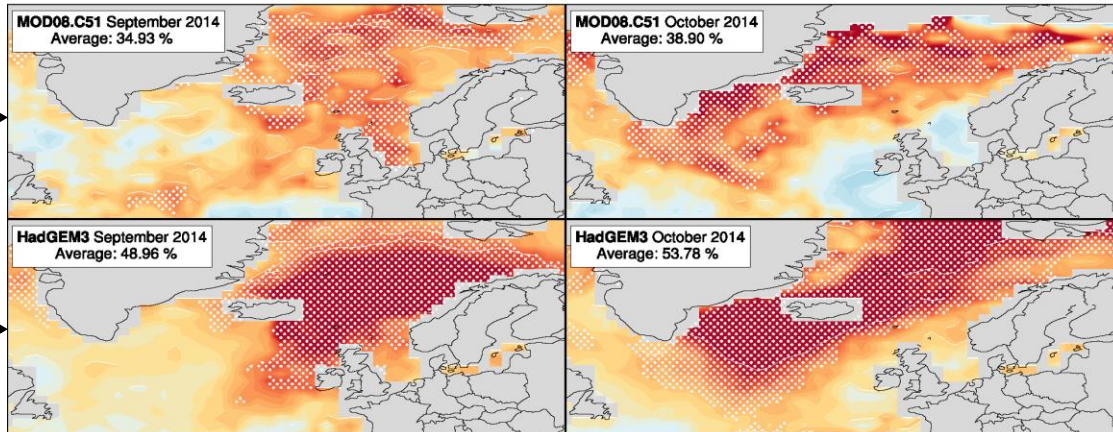 MOD08.C51 September 2014
Average: 34.93 %
MOD08.C51 October 2014
Average: 38.90 %
HadGEM3 September 2014
Average: 48.96 %
HadGEM3 October 2014
Average: 53.78 %